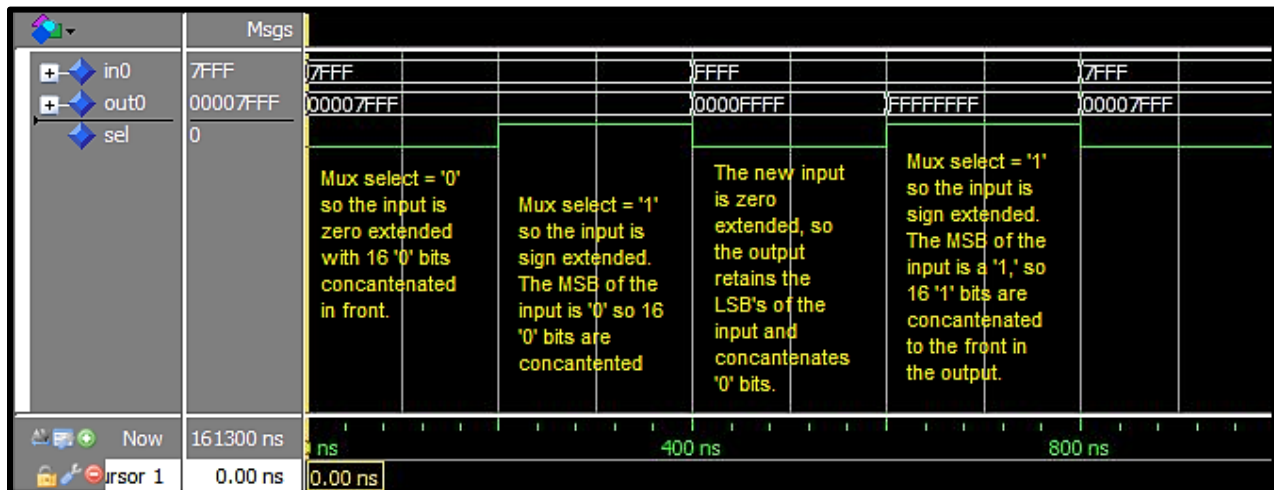 Msgs
in0 7FFF 7FFF FFFF 7FFF
out0 00007FFF 00007FFF 0000FFFF FFFFFFFF 00007FFF
sel 0
Mux select = '0'
so the input is
zero extended
with 16 '0' bits
concantenated
in front.
Mux select = '1'
so the input is
sign extended.
The MSB of the
input is '0' so 16
'0' bits are
concantented
The new input
is zero
extended, so
the output
retains the
LSB's of the
input and
concantenates
'0' bits.
Mux select = '1'
so the input is
sign extended.
The MSB of the
input is a '1,' so
16 '1' bits are
concantenated
to the front in
the output.
Now 161300 ns ns 400 ns 800 ns
ursor 1 0.00 ns 0.00 ns